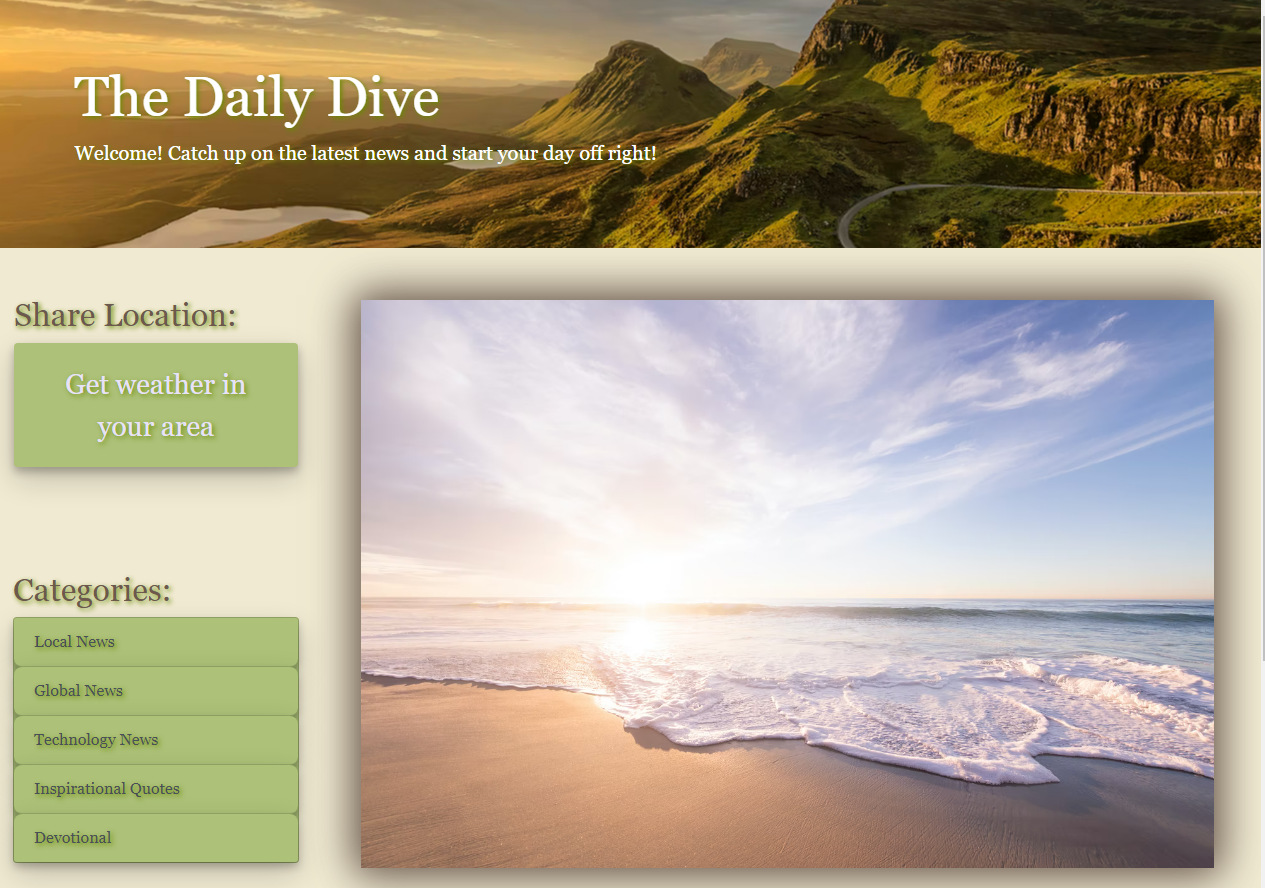 The Daily Dive
Welcome! Catch up on the latest news and start your day off right!
Share Location:
Get weather in
your area
Categories:
Local News
Global News
Technology News
Inspirational Quotes
Devotional